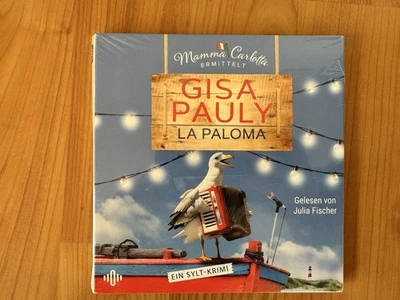 Mamma Carlotta
ERMITTELT
GISA
PAULY
LA PALOMA
Gelesen von
Julia Fischer
EIN SYLT-KRIMI